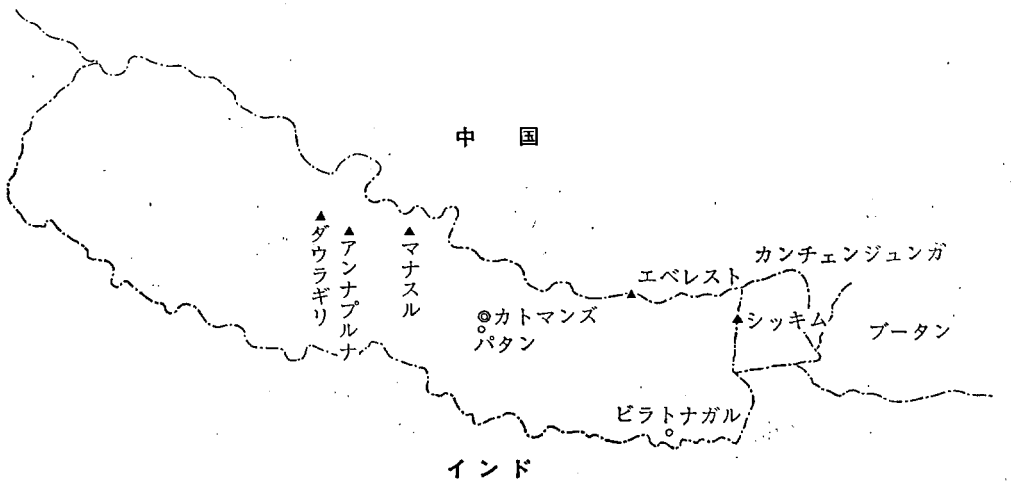 中 国
ダウラギリ
アンナプルナ
マナスル
カンチェンジュンガ
エベレスト
カトマンズ
パタン
シッキム
ブータン
ビラトナガル
インド